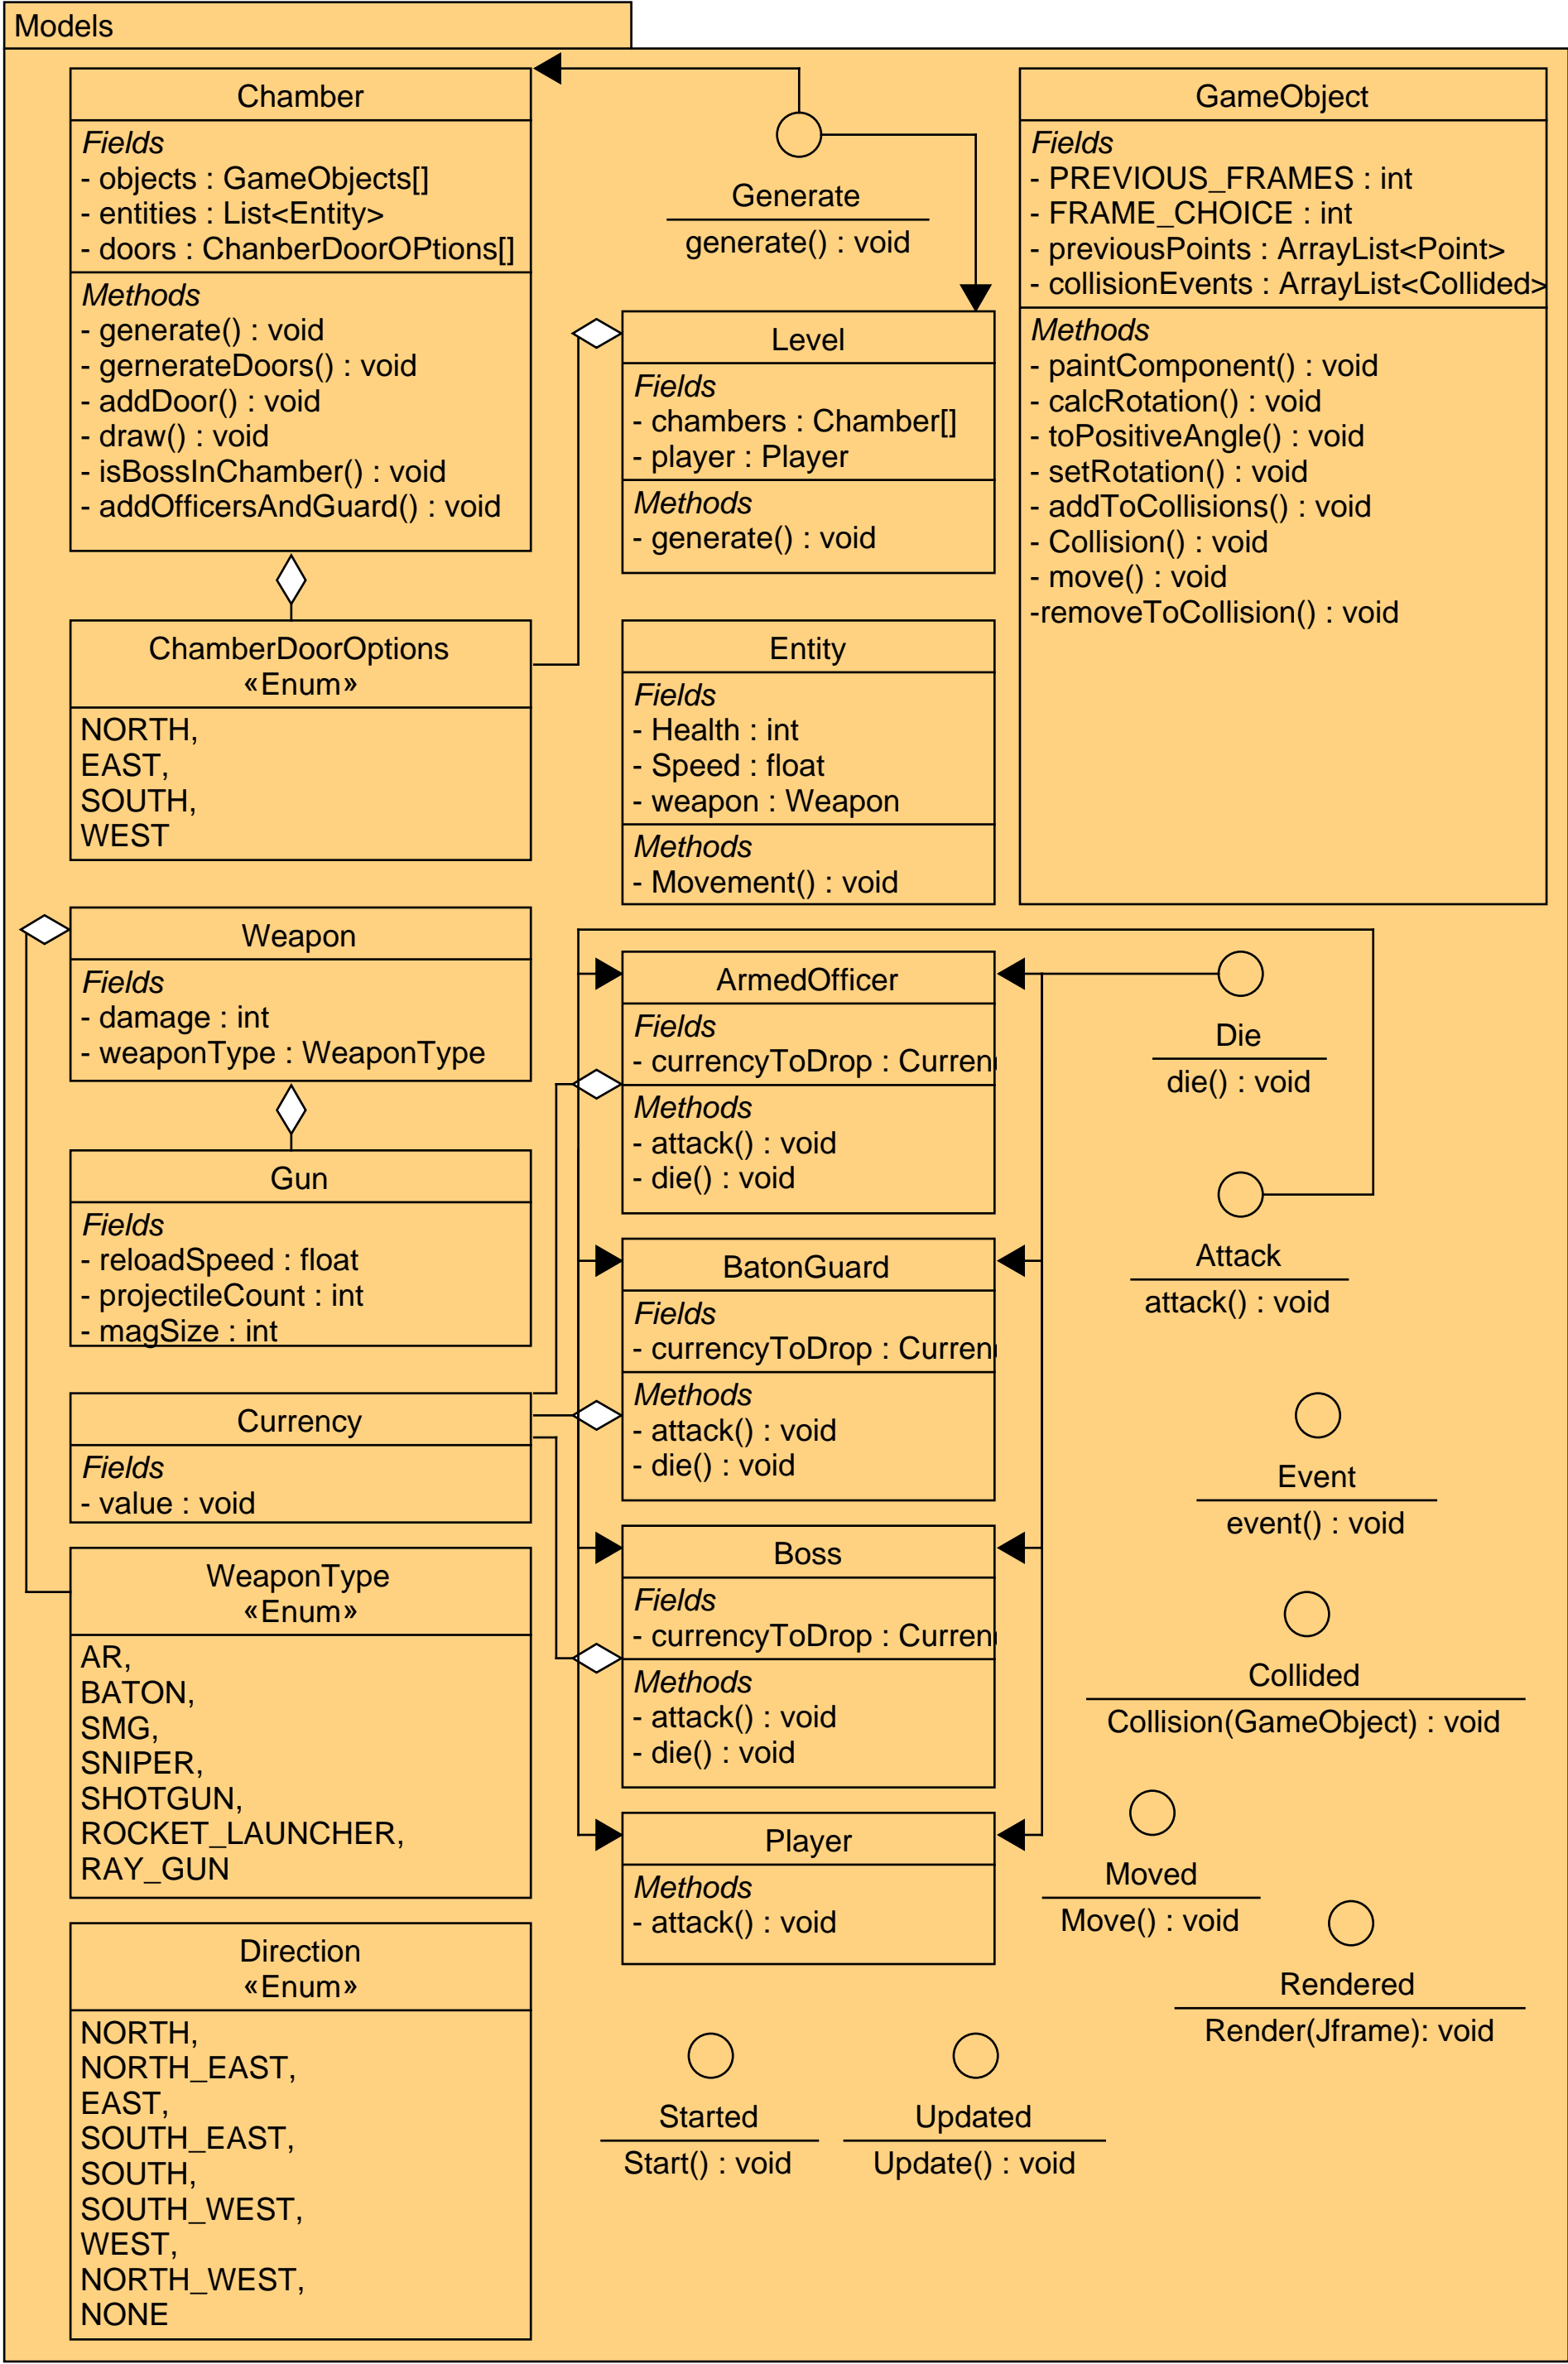 Models
Chamber
Fields
- objects : GameObjects[]
- entities : List<Entity>
- doors : ChanberDoorOPtions[]
Methods
- generate() : void
- gernerateDoors() : void
- addDoor() : void
- draw() : void
- isBossInChamber() : void
- addOfficersAndGuard() : void
Generate
generate() : void
GameObject
Fields
- PREVIOUS_FRAMES : int
- FRAME_CHOICE : int
- previousPoints : ArrayList<Point>
- collisionEvents : ArrayList<Collided>
Methods
- paintComponent() : void
- calcRotation() : void
- toPositiveAngle() : void
- setRotation() : void
- addToCollisions() : void
- Collision() : void
- move() : void
-removeToCollision() : void
Level
Fields
- chambers : Chamber[]
- player : Player
Methods
- generate() : void
ChamberDoorOptions
«Enum»
NORTH,
EAST,
SOUTH,
WEST
Entity
Fields
- Health : int
- Speed : float
- weapon : Weapon
Methods
- Movement() : void
Weapon
Fields
- damage : int
- weaponType : WeaponType
Gun
Fields
- reloadSpeed : float
- projectileCount : int
- magSize : int
Currency
Fields
- value : void
WeaponType
«Enum»
AR,
BATON,
SMG,
SNIPER,
SHOTGUN,
ROCKET_LAUNCHER,
RAY_GUN
Direction
«Enum»
NORTH,
NORTH_EAST,
EAST,
SOUTH_EAST,
SOUTH,
SOUTH_WEST,
WEST,
NORTH_WEST,
NONE
ArmedOfficer
Fields
- currencyToDrop : Curren
Methods
- attack() : void
- die() : void
BatonGuard
Fields
- currencyToDrop : Curren
Methods
- attack() : void
- die() : void
Boss
Fields
- currencyToDrop : Curren
Methods
- attack() : void
- die() : void
Player
Methods
- attack() : void
Die
die() : void
Attack
attack() : void
Event
event() : void
Collided
Collision(GameObject) : void
Moved
Move() : void
Rendered
Render(Jframe): void
Started
Start() : void
Updated
Update() : void